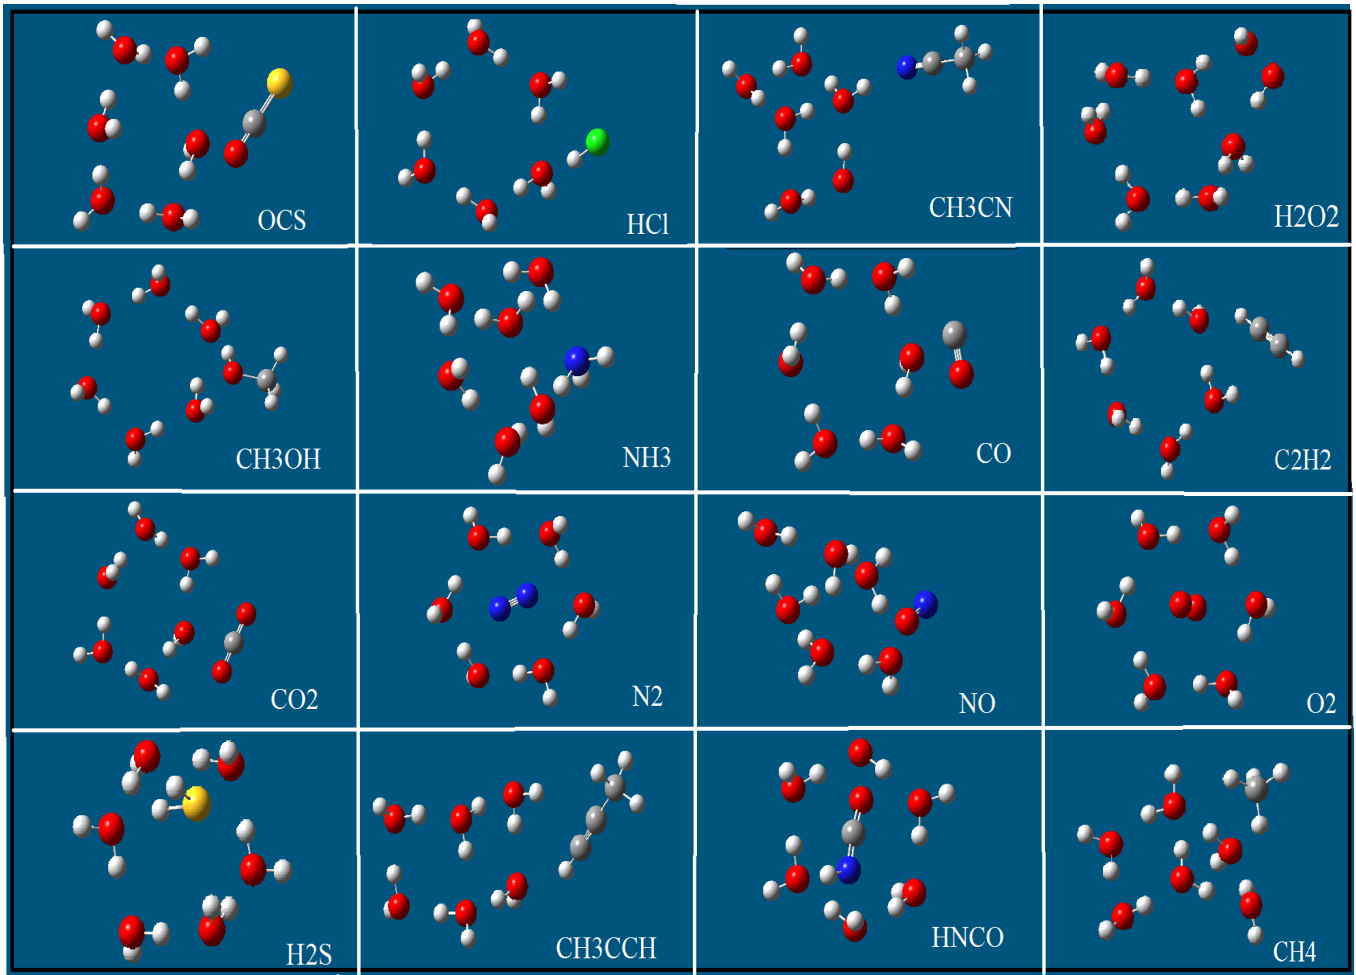 OCS
HCl
CH3CN
H2O2
CH3OH
NH3
CO
C2H2
CO2
N2
NO
O2
H2S
CH3CCH
HNCO
CH4